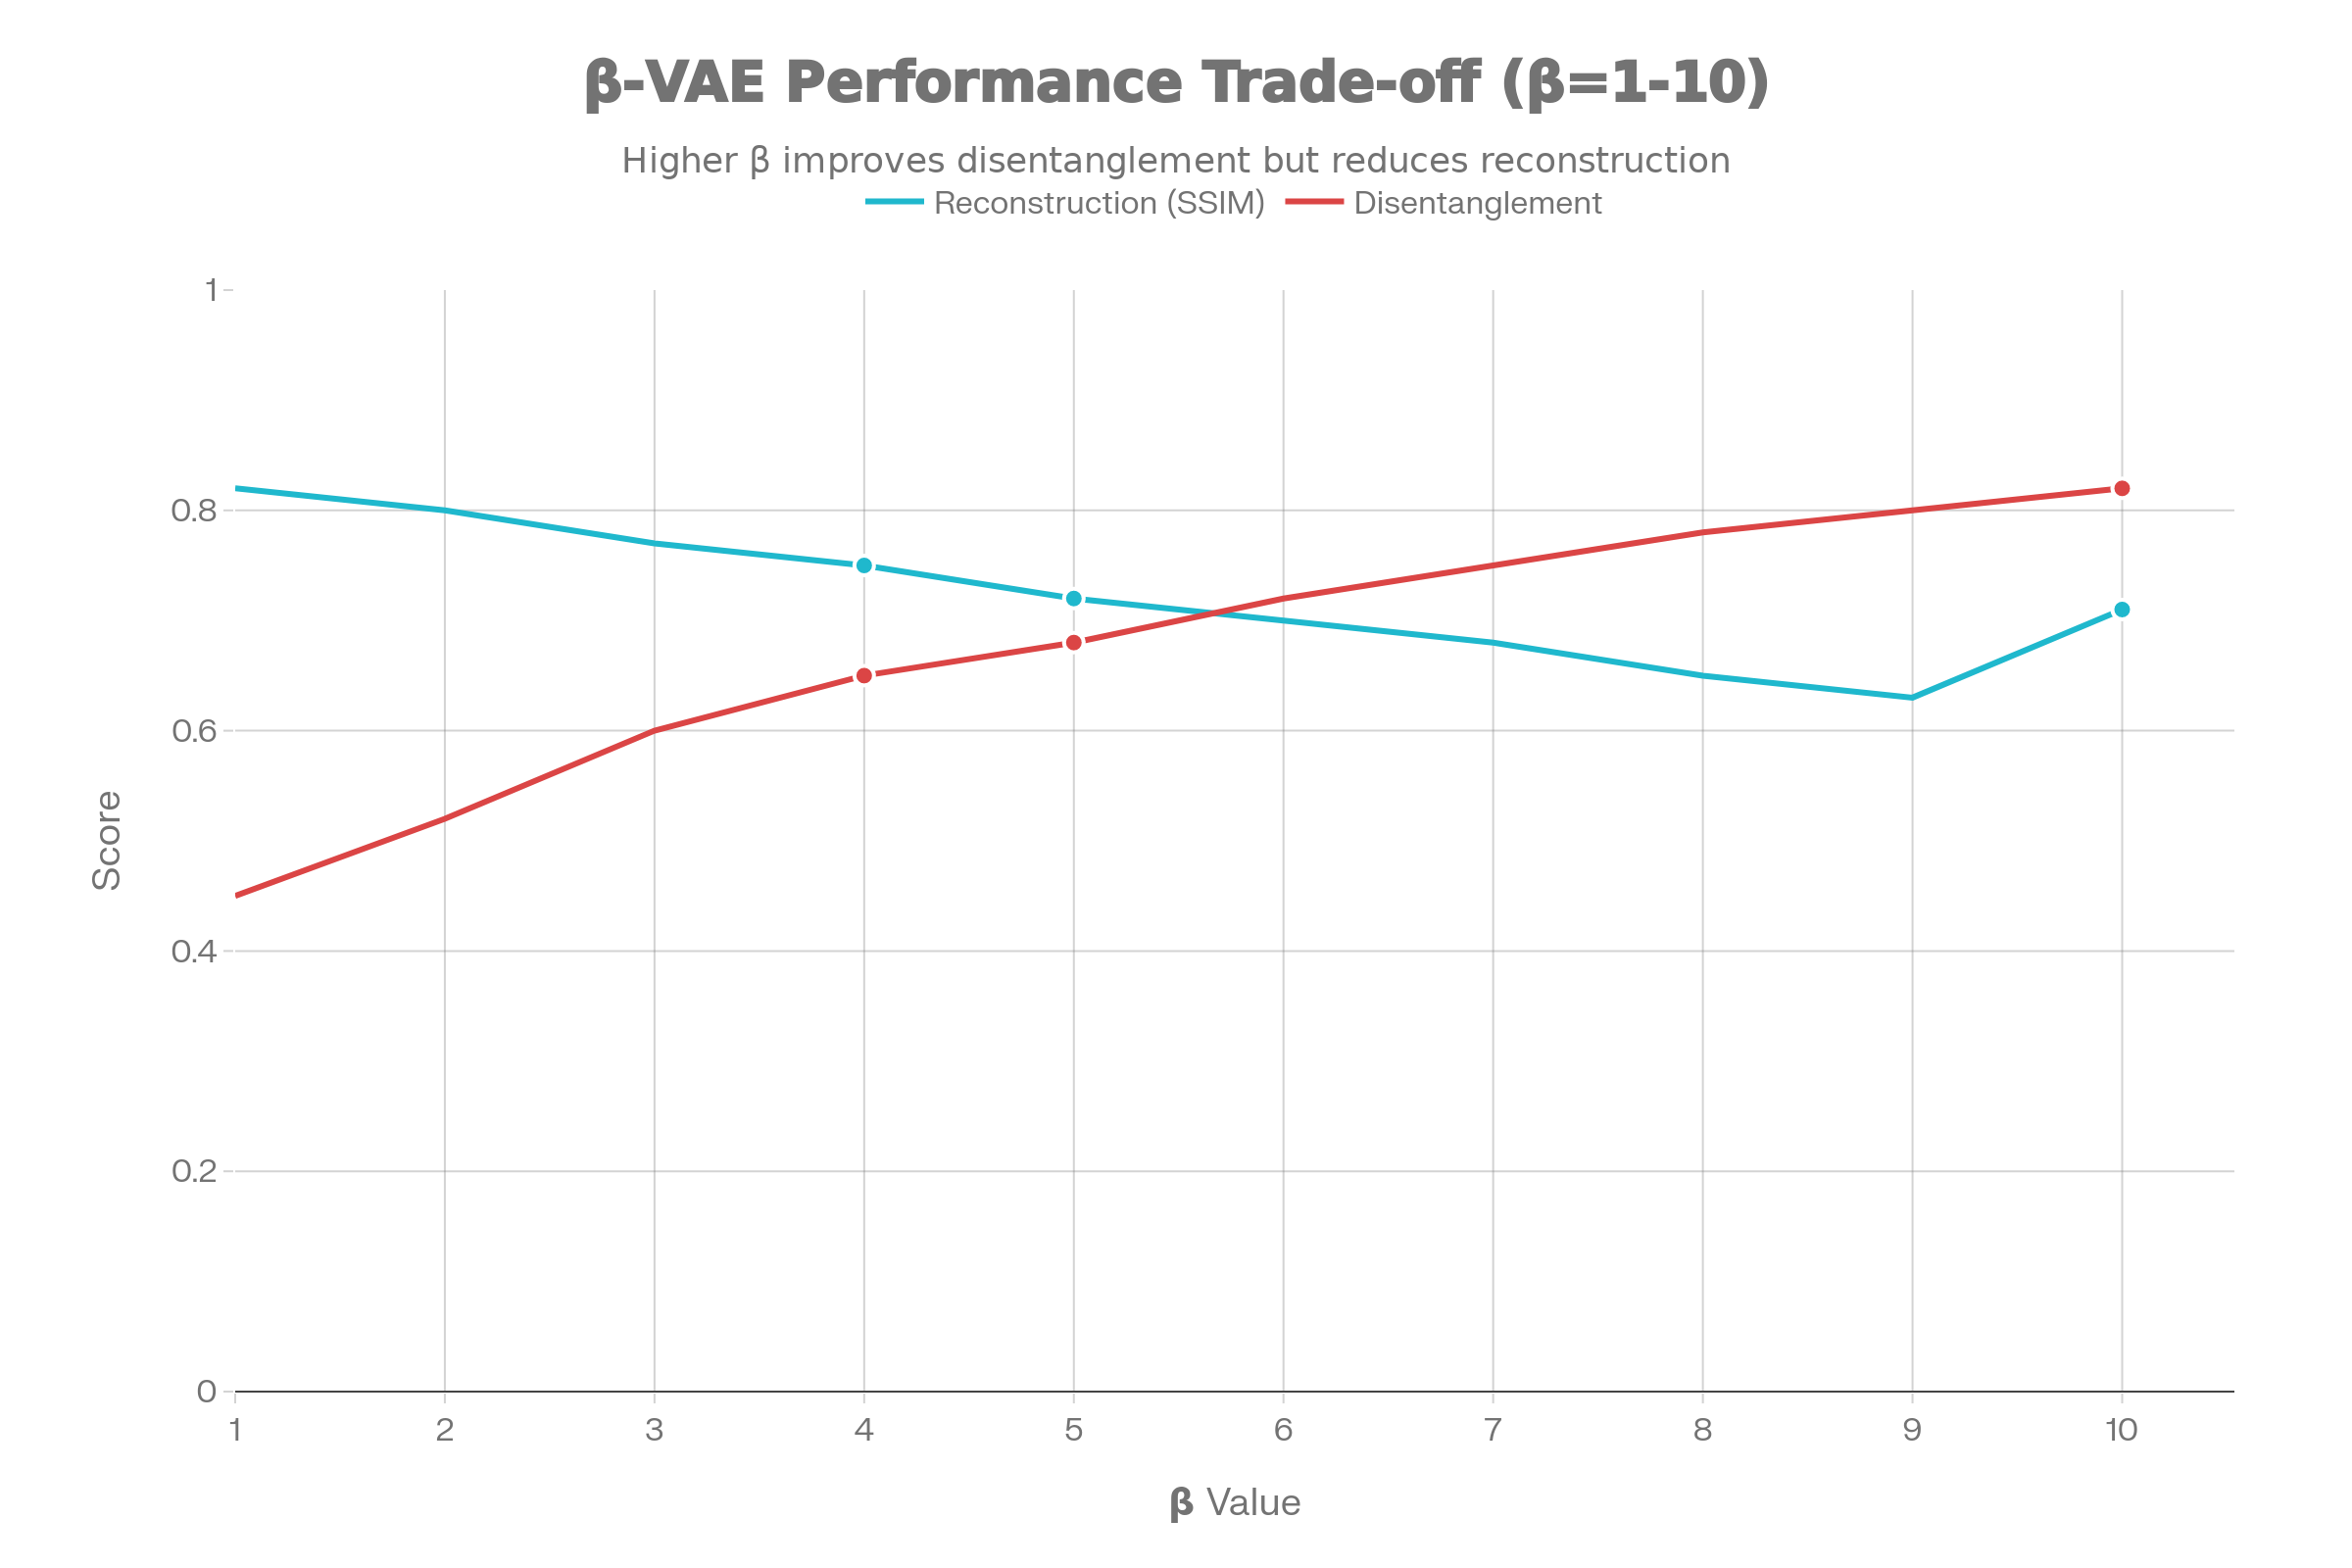 β-VAE Performance Trade-off (β=1-10)
Higher β improves disentanglement but reduces reconstruction
Reconstruction (SSIM) Disentanglement
1
0.8
0.6
0.4
0.2
0
Score
1 2 3 4 5 6 7 8 9 10
β Value